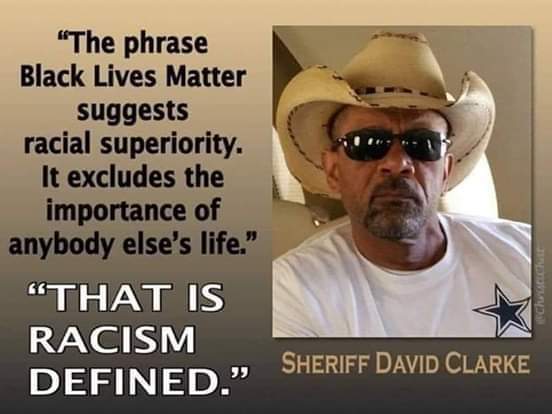 “The phrase
Black Lives Matter
suggests
racial superiority.
It excludes the
importance of
anybody else’s life.”
“THAT IS
RACISM
DEFINED.”
SHERIFF DAVID CLARKE
@ChristiChat